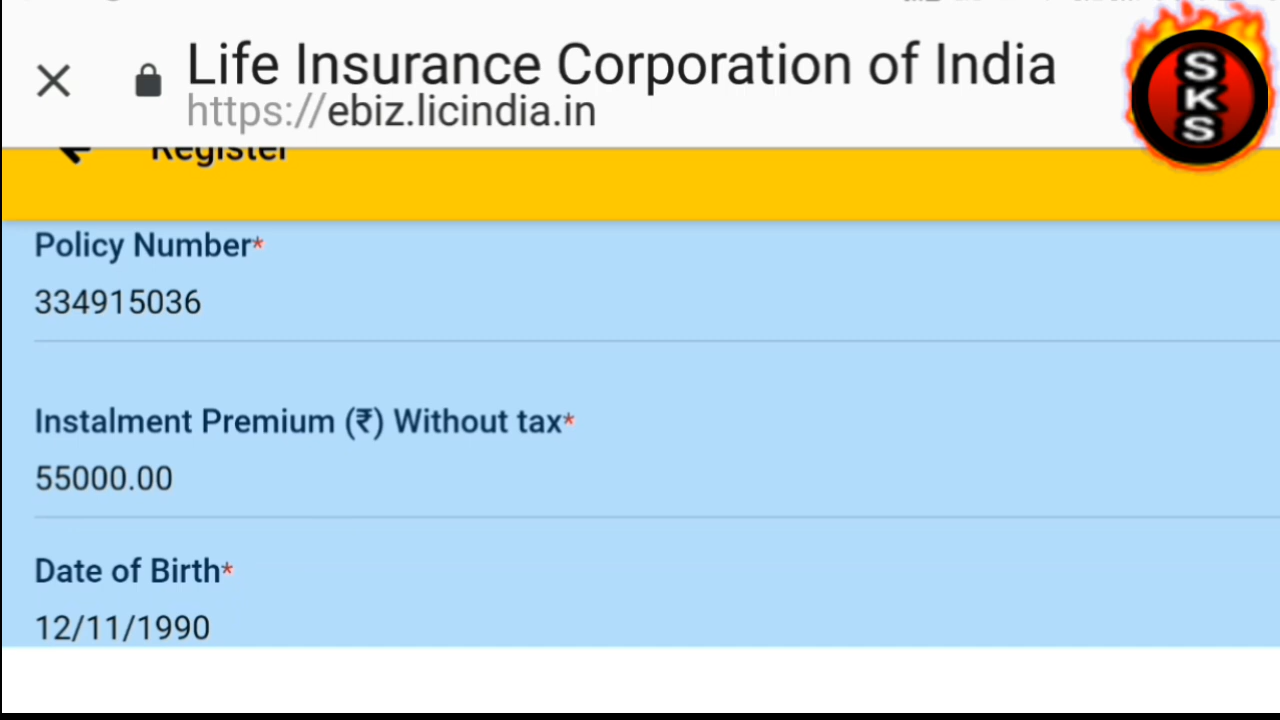 Life Insurance Corporation of India
https://ebiz.licindia.in
SKS
Register
Policy Number*
334915036
Instalment Premium (₹) Without tax*
55000.00
Date of Birth*
12/11/1990